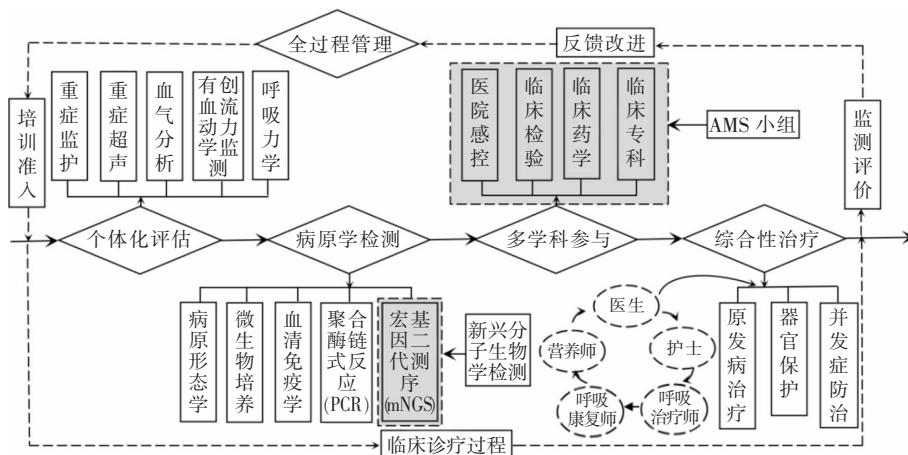 全过程管理
反馈改进
培训准入
重症监护
重症超声
血气分析
有创血流动力学监测
呼吸力学
医院感控
临床检验
临床药学
临床专科
AMS 小组
监测评价
个体化评估
病原学检测
多学科参与
综合性治疗
病原形态学
微生物培养
血清免疫学
聚合酶链式反应
(PCR)
宏基因二代测序
(mNGS)
新兴分
子生物
学检测
医生
护士
呼吸
治疗师
呼吸
康复师
营养师
原发病治疗
器官保护
并发症防治
临床诊疗过程